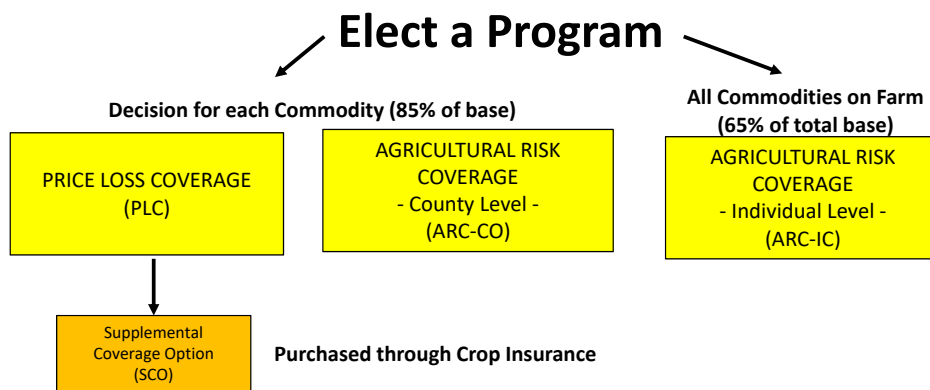 Elect a Program
Decision for each Commodity (85% of base)
All Commodities on Farm
(65% of total base)
PRICE LOSS COVERAGE
(PLC)
AGRICULTURAL RISK
COVERAGE
- County Level -
(ARC-CO)
AGRICULTURAL RISK
COVERAGE
- Individual Level -
(ARC-IC)
Supplemental
Coverage Option
(SCO)
Purchased through Crop Insurance